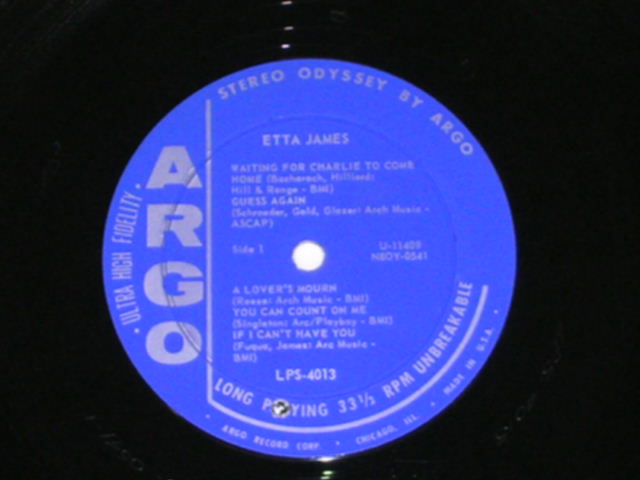 STEREO ODYSSEY BY ARGO
ETTA JAMES
WAITING FOR CHARLIE TO COME
HOME (Bacharach, Hilliard:
Hill & Range - BMI)
GUESS AGAIN
(Schroeder, Gold, Glazer: Arch Music -
ASCAP)
Side 1
U-11409
NEOY-0541
A LOVER'S MOURN
(Reese: Arch Music - BMI)
YOU CAN COUNT ON ME
(Singleton: Arc/Playboy - BMI)
IF I CAN'T HAVE YOU
(Fuqua, James: Arc Music -
BMI)
LPS-4013
ARGO
• ULTRA HIGH FIDELITY •
LONG PLAYING 33 1/3 RPM UNBREAKABLE
• ARGO RECORD CORP. • CHICAGO, ILL. • MADE IN U.S.A. •